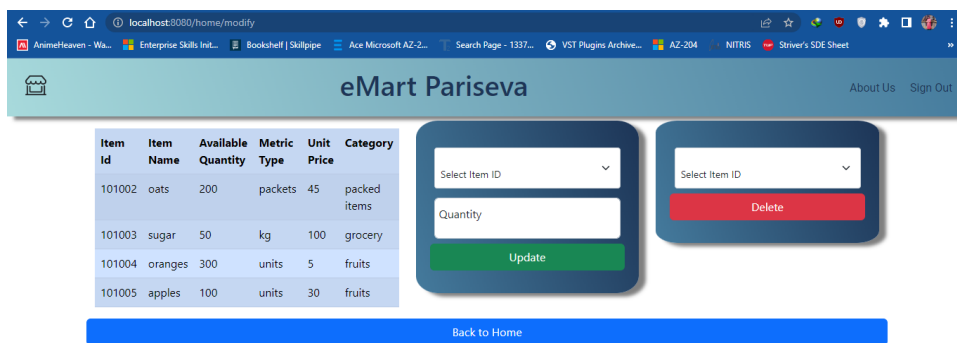 localhost:8080/home/modify
AnimeHeaven - Wa... Enterprise Skills Init... Bookshelf | Skillpipe Ace Microsoft AZ-2... Search Page - 1337... VST Plugins Archive... AZ-204 NITRIS Striver's SDE Sheet »
eMart Pariseva
About Us Sign Out
Item Id Item Name Available Quantity Metric Type Unit Price Category
101002 oats 200 packets 45 packed items
101003 sugar 50 kg 100 grocery
101004 oranges 300 units 5 fruits
101005 apples 100 units 30 fruits
Select Item ID
Quantity
Update
Select Item ID
Delete
Back to Home